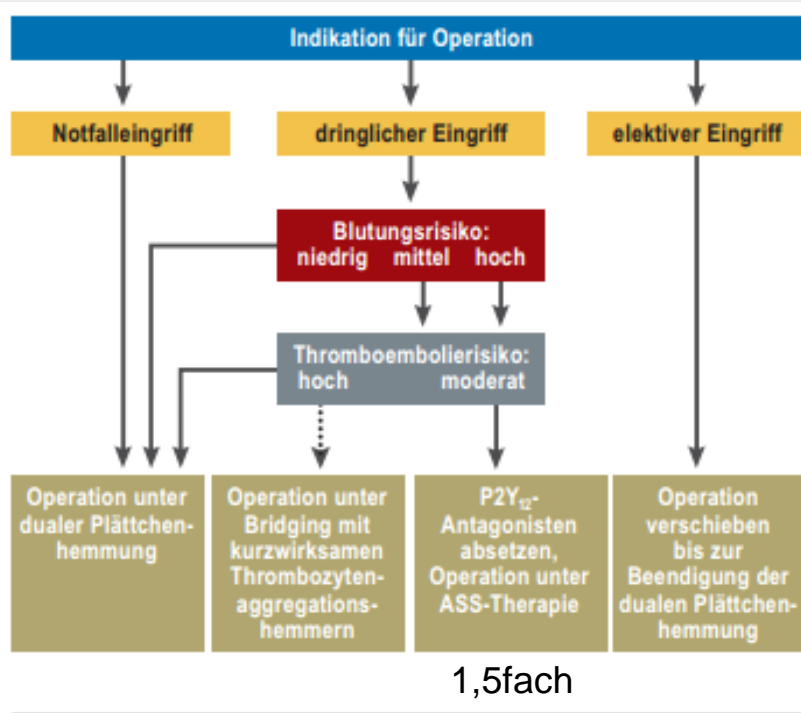 Indikation für Operation
Notfalleingriff
dringlicher Eingriff
elektiver Eingriff
Blutungsrisiko:
niedrig mittel hoch
Thromboembolierisiko:
hoch moderat
Operation unter
dualer Plättchen-
hemmung
Operation unter
Bridging mit
kurzwirksamen
Thrombozyten-
aggregations-
hemmern
P2Y₁₂-
Antagonisten
absetzen,
Operation unter
ASS-Therapie
Operation
verschieben
bis zur
Beendigung der
dualen Plättchen-
hemmung
1,5fach